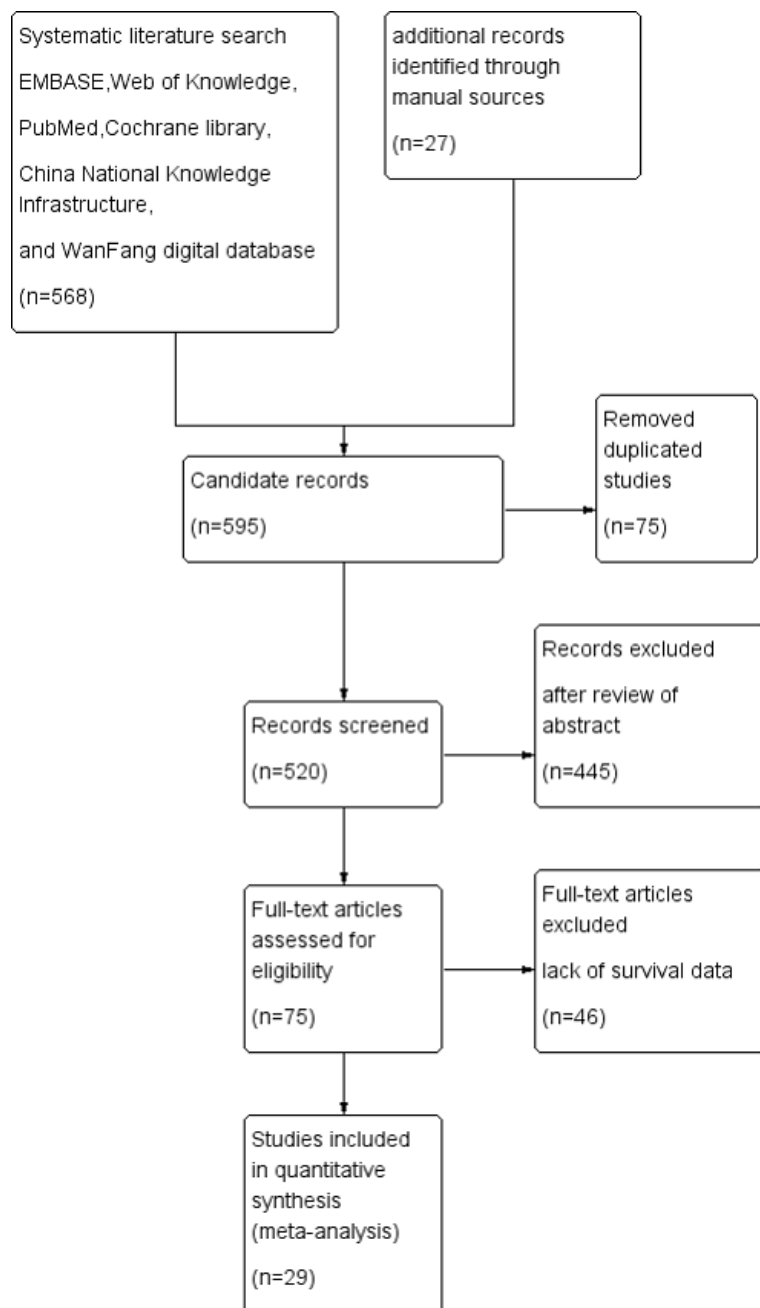 Systematic literature search
EMBASE,Web of Knowledge,
PubMed,Cochrane library,
China National Knowledge
Infrastructure,
and WanFang digital database
(n=568)
additional records
identified through
manual sources
(n=27)
Candidate records
(n=595)
Removed
duplicated
studies
(n=75)
Records screened
(n=520)
Records excluded
after review of
abstract
(n=445)
Full-text articles
assessed for
eligibility
(n=75)
Full-text articles
excluded
lack of survival data
(n=46)
Studies included
in quantitative
synthesis
(meta-analysis)
(n=29)